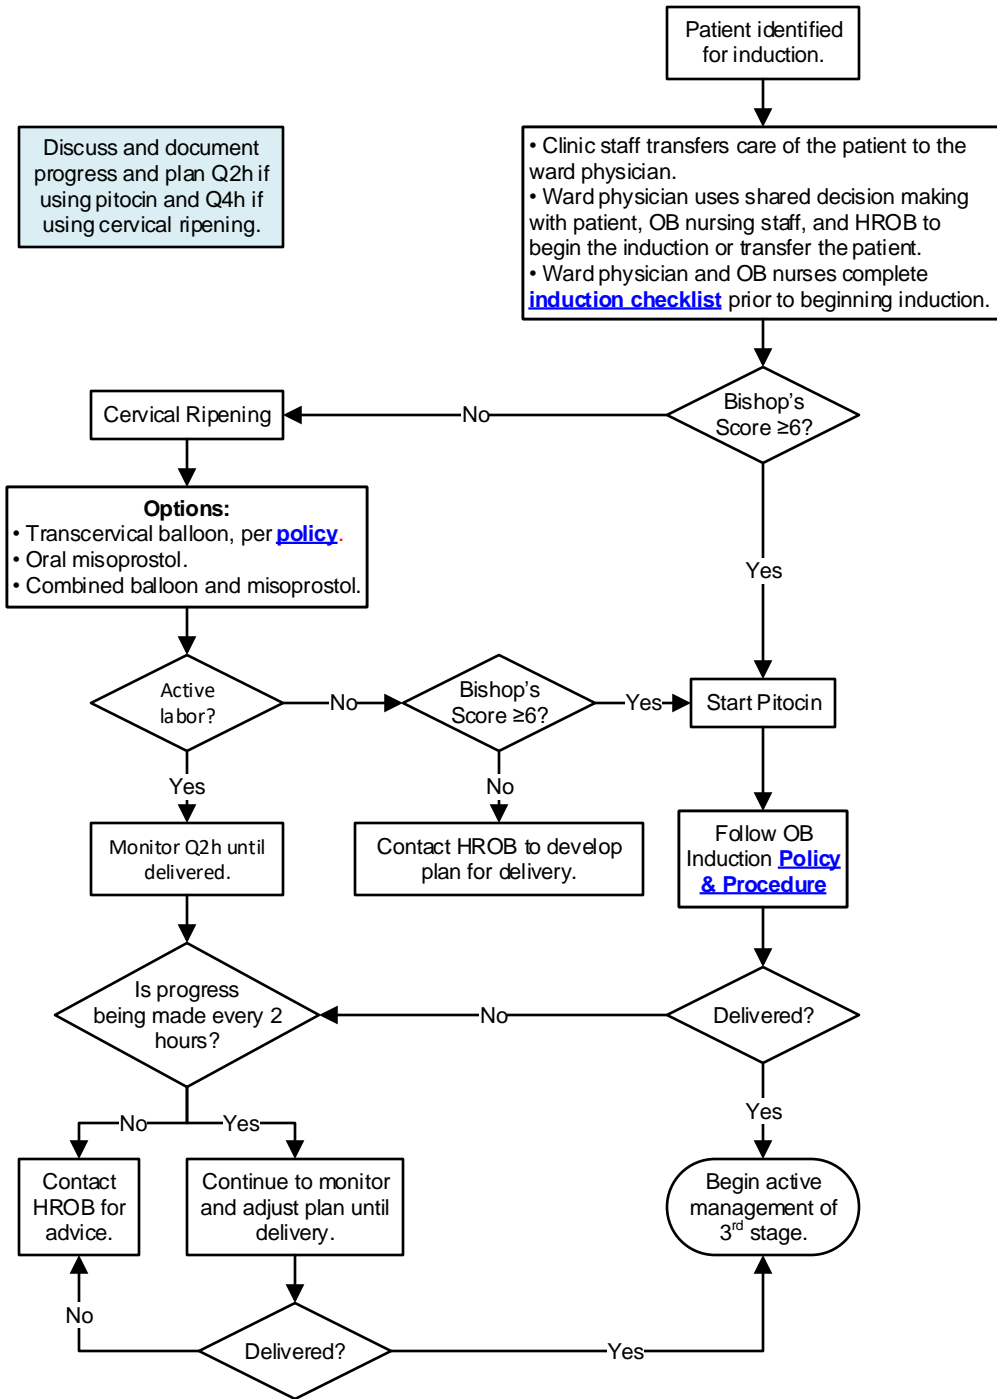 Patient identified
for induction.
Discuss and document
progress and plan Q2h if
using pitocin and Q4h if
using cervical ripening.
• Clinic staff transfers care of the patient to the
ward physician.
• Ward physician uses shared decision making
with patient, OB nursing staff, and HROB to
begin the induction or transfer the patient.
• Ward physician and OB nurses complete
induction checklist prior to beginning induction.
Bishop's
Score ≥6?
No
Cervical Ripening
Options:
• Transcervical balloon, per policy.
• Oral misoprostol.
• Combined balloon and misoprostol.
Yes
Active
labor?
No
Bishop's
Score ≥6?
Yes
Start Pitocin
Yes
No
Monitor Q2h until
delivered.
Contact HROB to develop
plan for delivery.
Follow OB
Induction Policy
& Procedure
Is progress
being made every 2
hours?
No
Delivered?
No
Yes
Yes
Contact
HROB for
advice.
Continue to monitor
and adjust plan until
delivery.
Begin active
management of
3rd stage.
No
Delivered?
Yes